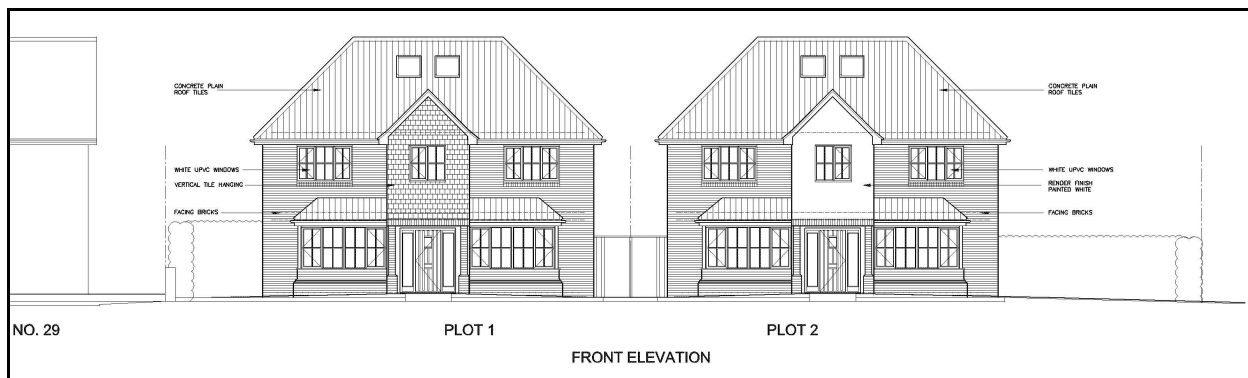 CONCRETE PLAIN
ROOF TILES
WHITE UPVC WINDOWS
VERTICAL TILE HANGING
FACING BRICKS
CONCRETE PLAIN
ROOF TILES
WHITE UPVC WINDOWS
RENDER FINISH
PAINTED WHITE
FACING BRICKS
NO. 29
PLOT 1
PLOT 2
FRONT ELEVATION